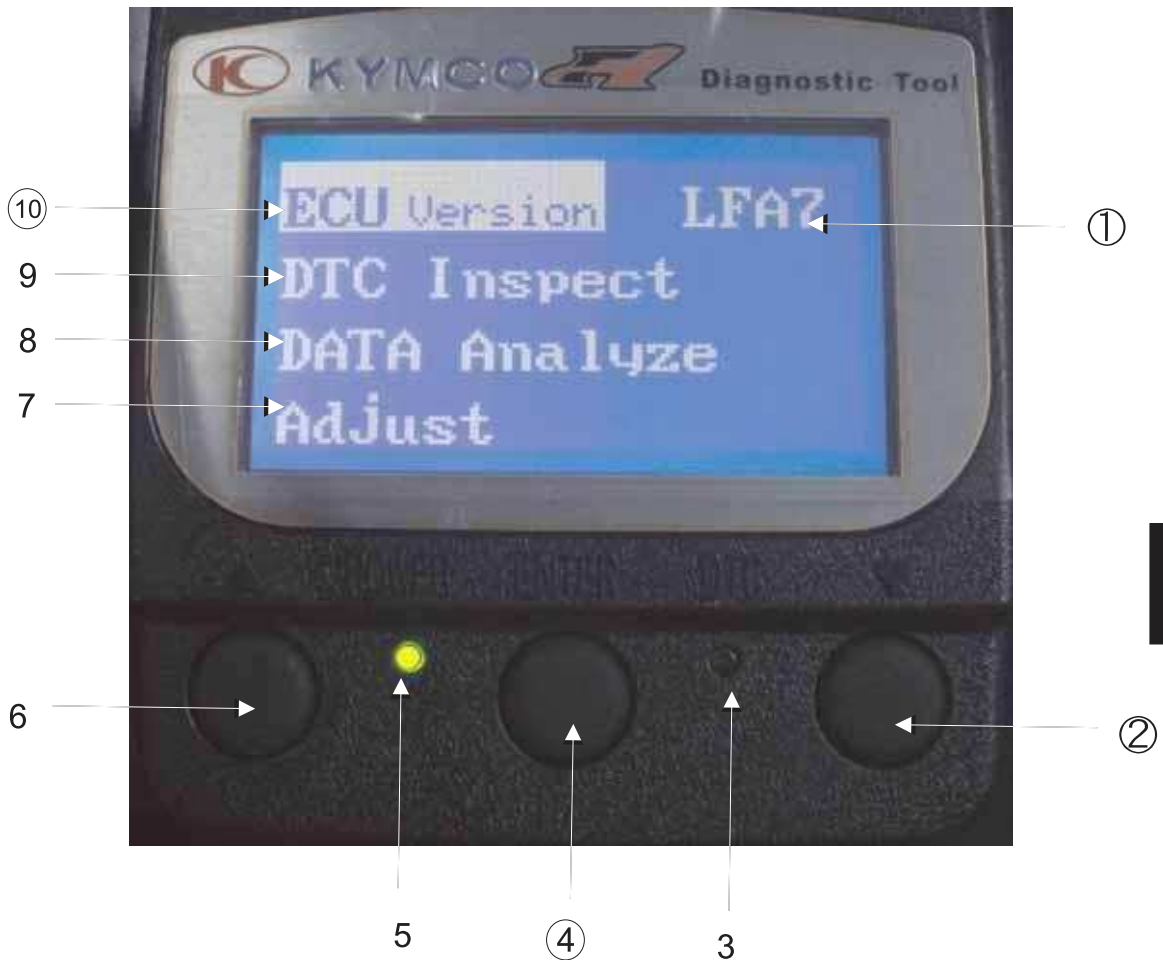 KYMCO Diagnostic Tool
⑩ ECU Version LFA7 ①
9 DTC Inspect
8 DATA Analyze
7 Adjust
6
②
5 ④ 3